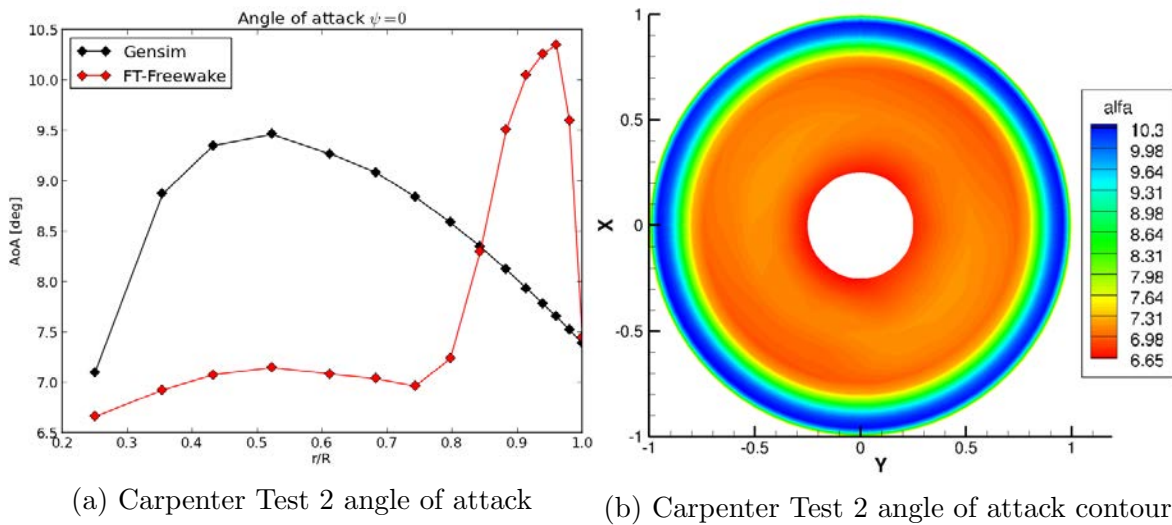 Angle of attack ψ=0
10.5
10.0
9.5
9.0
8.5
8.0
7.5
7.0
6.5
AoA [deg]
Gensim
FT-Freewake
0.2 0.3 0.4 0.5 0.6 0.7 0.8 0.9 1.0
r/R
(a) Carpenter Test 2 angle of attack
1
0.5
0
-0.5
-1
X
-1 -0.5 0 0.5 1
Y
alfa
10.3
9.98
9.64
9.31
8.98
8.64
8.31
7.98
7.64
7.31
6.98
6.65
(b) Carpenter Test 2 angle of attack contour